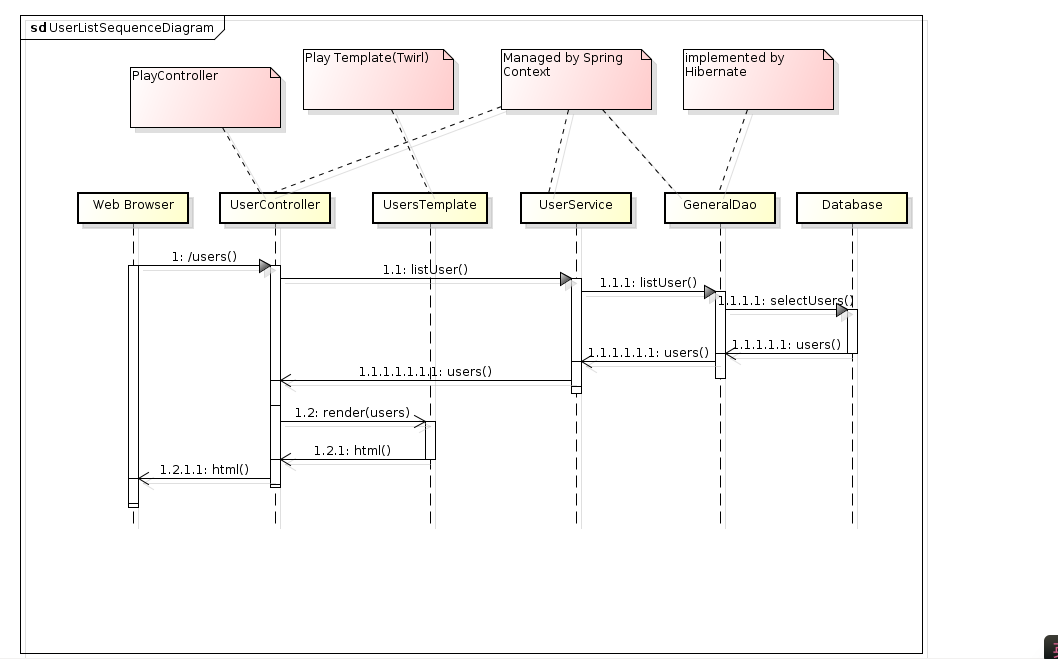 sd UserListSequenceDiagram
Play Template(Twirl)
Managed by Spring
Context
implemented by
Hibernate
PlayController
Web Browser
UserController
UsersTemplate
UserService
GeneralDao
Database
1: /users()
1.1: listUser()
1.1.1: listUser()
1.1.1.1: selectUsers()
1.1.1.1.1: users()
1.1.1.1.1.1: users()
1.1.1.1.1.1.1: users()
1.2: render(users)
1.2.1: html()
1.2.1.1: html()